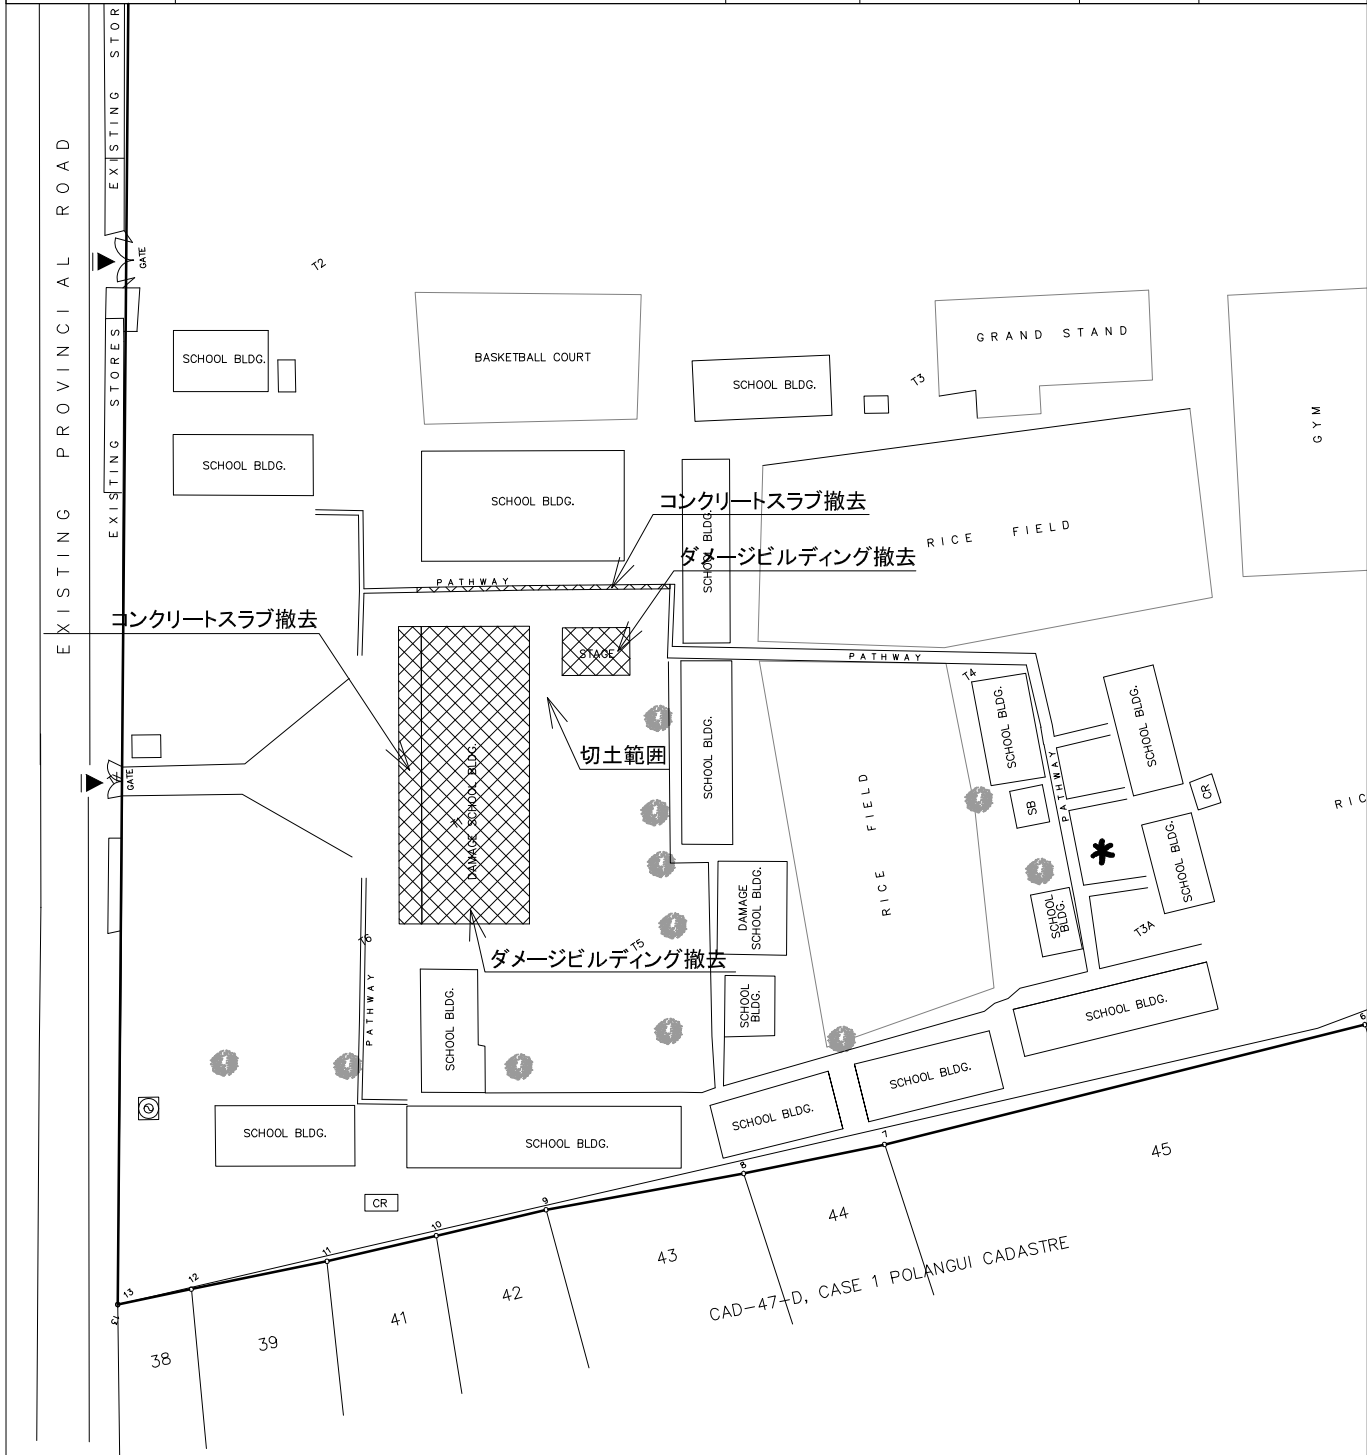 EXISTING STOR
EXISTING PROVINCIAL ROAD
GATE
T2
EXISTING STORES
SCHOOL BLDG.
BASKETBALL COURT
SCHOOL BLDG.
T3
GRAND STAND
GYM
SCHOOL BLDG.
SCHOOL BLDG.
SCHOOL BLDG.
コンクリートスラブ撤去
RICE FIELD
ダメージビルディング撤去
PATHWAY
コンクリートスラブ撤去
STAGE
PATHWAY
T4
SCHOOL BLDG.
SCHOOL BLDG.
切土範囲
SCHOOL BLDG.
PATHWAY
GATE
DAMAGE SCHOOL BLDG.
T1
RICE FIELD
SB
CR
RIC
SCHOOL BLDG.
DAMAGE
SCHOOL BLDG.
SCHOOL
BLDG.
T3A
T6
T5
ダメージビルディング撤去
PATHWAY
SCHOOL BLDG.
SCHOOL
BLDG.
SCHOOL BLDG.
6
SCHOOL BLDG.
SCHOOL BLDG.
SCHOOL BLDG.
SCHOOL BLDG.
7
8
45
CR
9
44
10
43
11
CAD-47-D, CASE 1 POLANGUI CADASTRE
12
42
13
13
41
39
38